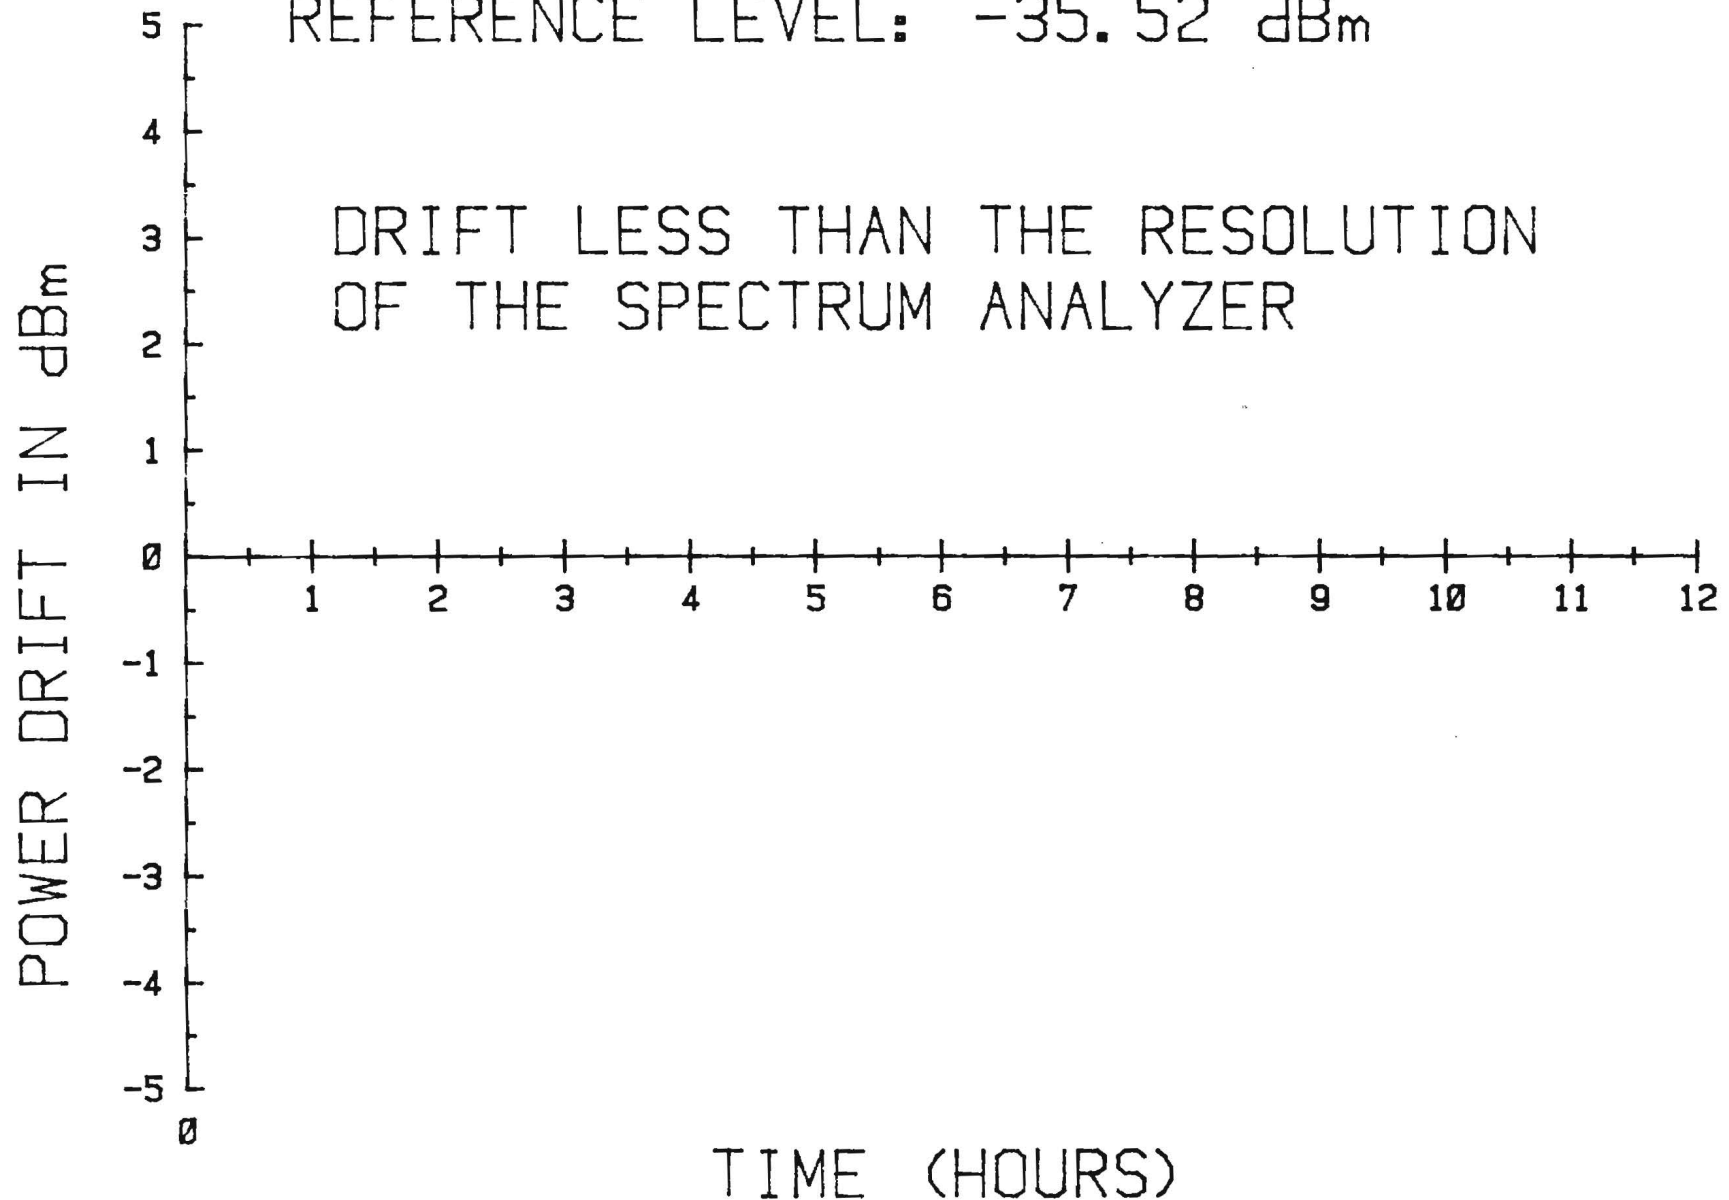 REFERENCE LEVEL: -35.52 dBm
5
4
DRIFT LESS THAN THE RESOLUTION
3
OF THE SPECTRUM ANALYZER
2
1
0
1 2 3 4 5 6 7 8 9 10 11 12
-1
-2
-3
-4
-5
0
POWER DRIFT IN dBm
TIME (HOURS)